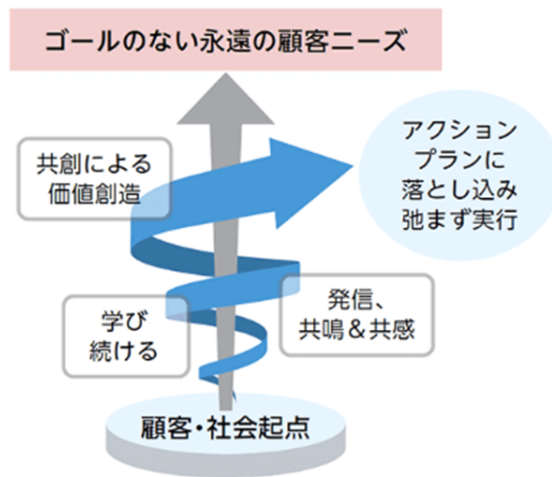 ゴールのない永遠の顧客ニーズ
アクション
プランに
落とし込み
弛まず実行
共創による
価値創造
発信、
共鳴＆共感
学び
続ける
顧客・社会起点